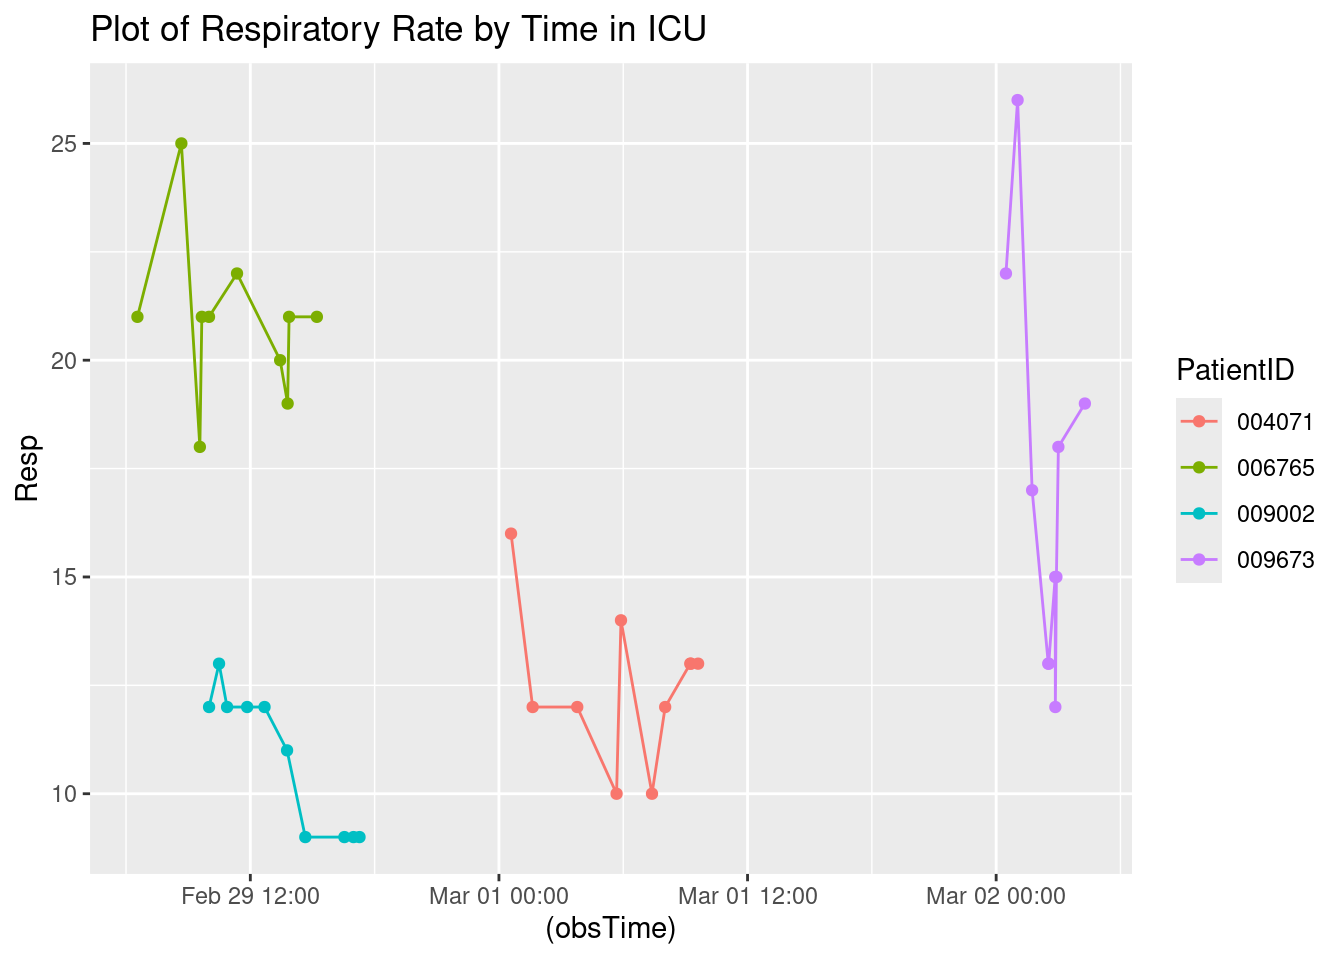 Plot of Respiratory Rate by Time in ICU
25
20
15
10
Resp
Feb 29 12:00
Mar 01 00:00
Mar 01 12:00
Mar 02 00:00
(obsTime)
PatientID
004071
006765
009002
009673